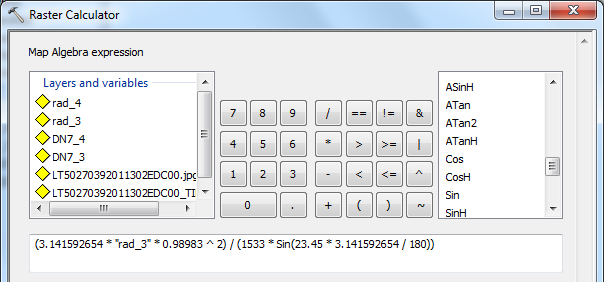 Raster Calculator
Map Algebra expression
Layers and variables
rad_4
rad_3
DN7_4
DN7_3
LT50270392011302EDC00.jpg
LT50270392011302EDC00_TI
7 8 9 / == != &
4 5 6 * > >= |
1 2 3 - < <= ^
0 . + ( ) ~
ASinH
ATan
ATan2
ATanH
Cos
CosH
Sin
SinH
(3.141592654 * "rad_3" * 0.98983 ^ 2) / (1533 * Sin(23.45 * 3.141592654 / 180))